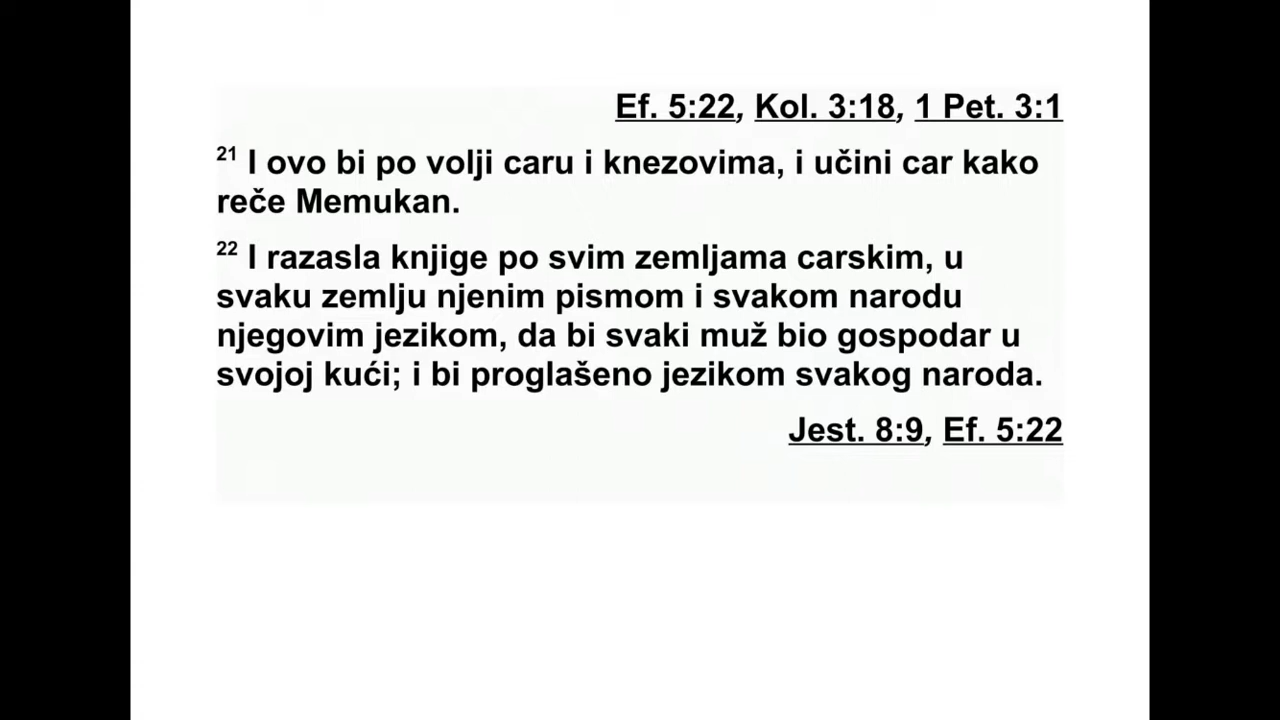 Ef. 5:22, Kol. 3:18, 1 Pet. 3:1
21 I ovo bi po volji caru i knezovima, i učini car kako
reče Memukan.
22 I razasla knjige po svim zemljama carskim, u
svaku zemlju njenim pismom i svakom narodu
njegovim jezikom, da bi svaki muž bio gospodar u
svojoj kući; i bi proglašeno jezikom svakog naroda.
Jest. 8:9, Ef. 5:22